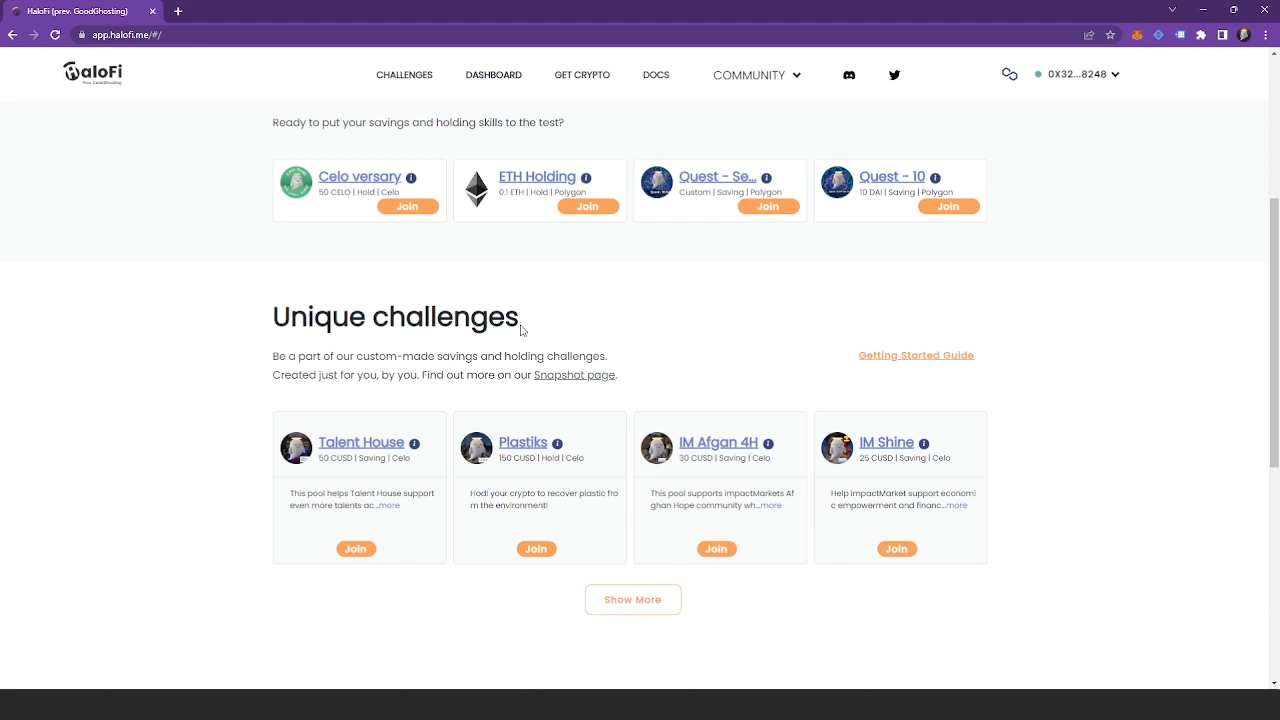 HaloFi (prev. GoodGhosting)
app.halofi.me/#/
HaloFi
CHALLENGES
DASHBOARD
GET CRYPTO
DOCS
COMMUNITY
0X32...8248
Ready to put your savings and holding skills to the test?
Celo versary
50 CELO | Hold | Celo
Join
ETH Holding
0.1 ETH | Hold | Polygon
Join
Quest - Se...
Custom | Saving | Polygon
Join
Quest - 10
10 DAI | Saving | Polygon
Join
Unique challenges
Be a part of our custom-made savings and holding challenges.
Created just for you, by you. Find out more on our Snapshot page.
Getting Started Guide
Talent House
50 CUSD | Saving | Celo
This pool helps Talent House support
even more talents ac...more
Join
Plastiks
150 CUSD | Hold | Celo
Hodl your crypto to recover plastic fro
m the environment!
Join
IM Afgan 4H
30 CUSD | Saving | Celo
This pool supports impactMarkets Af
ghan Hope community wh...more
Join
IM Shine
25 CUSD | Saving | Celo
Help impactMarket support economi
c empowerment and financ...more
Join
Show More